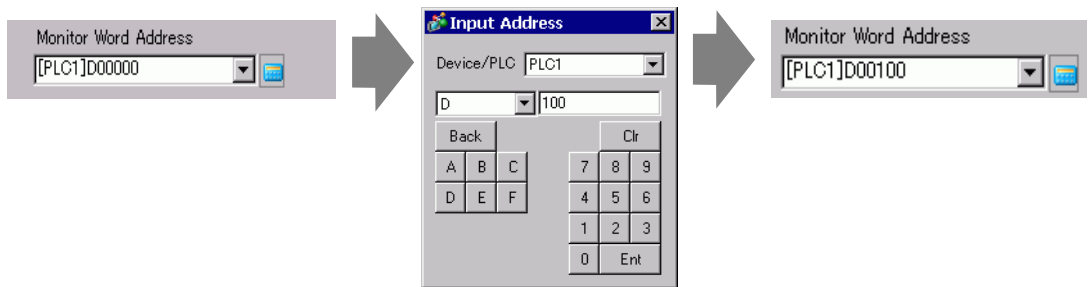 Monitor Word Address
[PLC1]D00000
Input Address
Device/PLC PLC1
D 100
Back Clr
A B C 7 8 9
D E F 4 5 6
1 2 3
0 Ent
Monitor Word Address
[PLC1]D00100